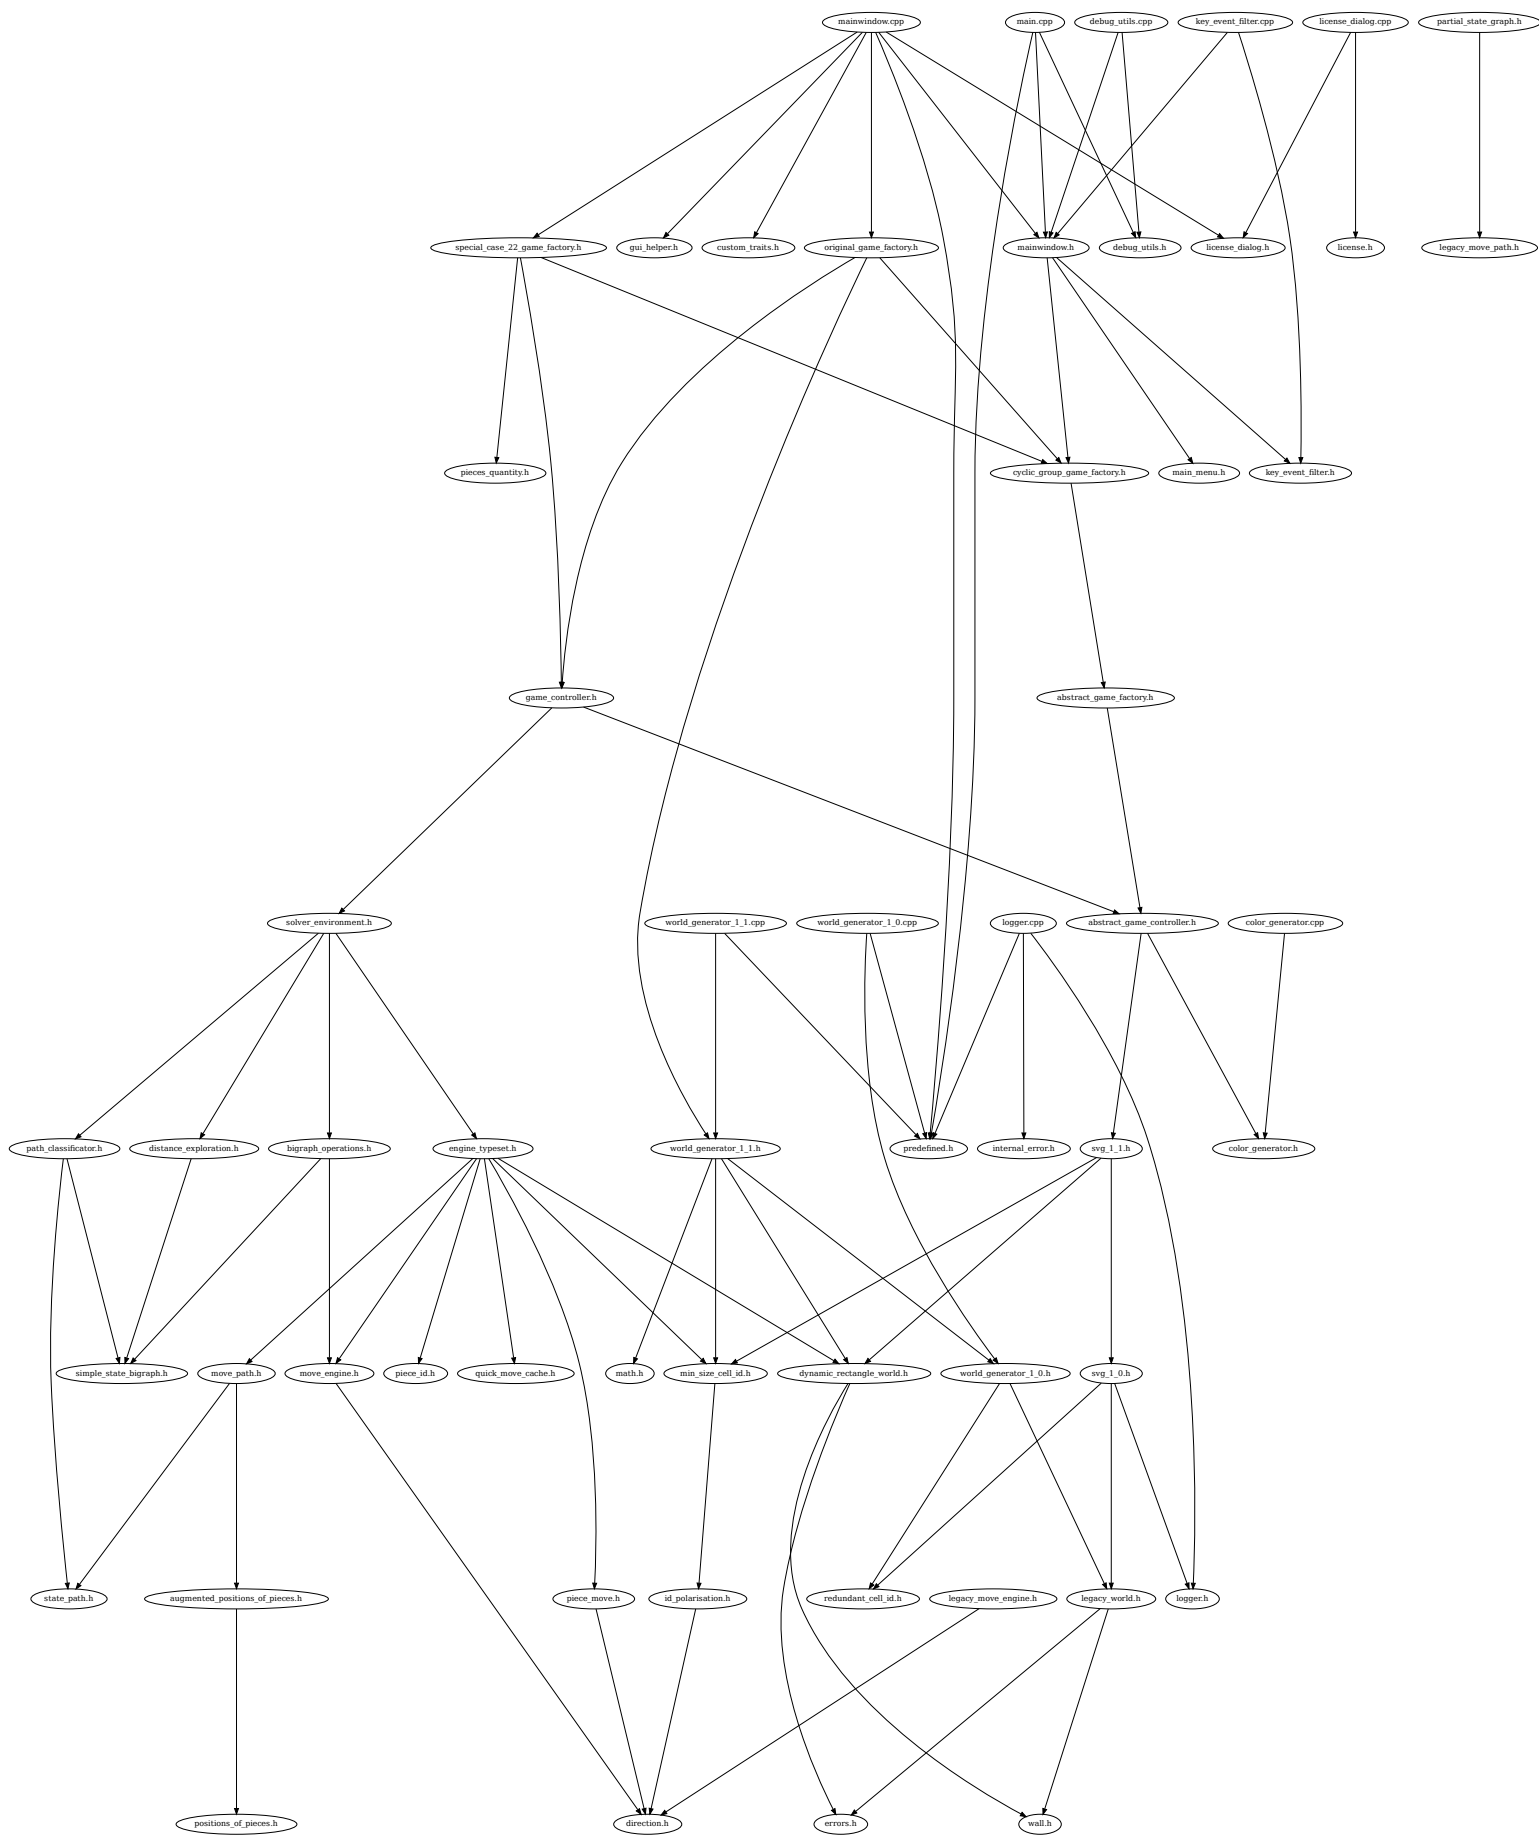 mainwindow.cpp
main.cpp
debug_utils.cpp
key_event_filter.cpp
license_dialog.cpp
partial_state_graph.h
special_case_22_game_factory.h
gui_helper.h
custom_traits.h
original_game_factory.h
mainwindow.h
debug_utils.h
license_dialog.h
license.h
legacy_move_path.h
pieces_quantity.h
cyclic_group_game_factory.h
main_menu.h
key_event_filter.h
game_controller.h
abstract_game_factory.h
solver_environment.h
world_generator_1_1.cpp
world_generator_1_0.cpp
logger.cpp
abstract_game_controller.h
color_generator.cpp
path_classificator.h
distance_exploration.h
bigraph_operations.h
engine_typeset.h
world_generator_1_1.h
predefined.h
internal_error.h
svg_1_1.h
color_generator.h
simple_state_bigraph.h
move_path.h
move_engine.h
piece_id.h
quick_move_cache.h
math.h
min_size_cell_id.h
dynamic_rectangle_world.h
world_generator_1_0.h
svg_1_0.h
state_path.h
augmented_positions_of_pieces.h
piece_move.h
id_polarisation.h
redundant_cell_id.h
legacy_move_engine.h
legacy_world.h
logger.h
positions_of_pieces.h
direction.h
errors.h
wall.h